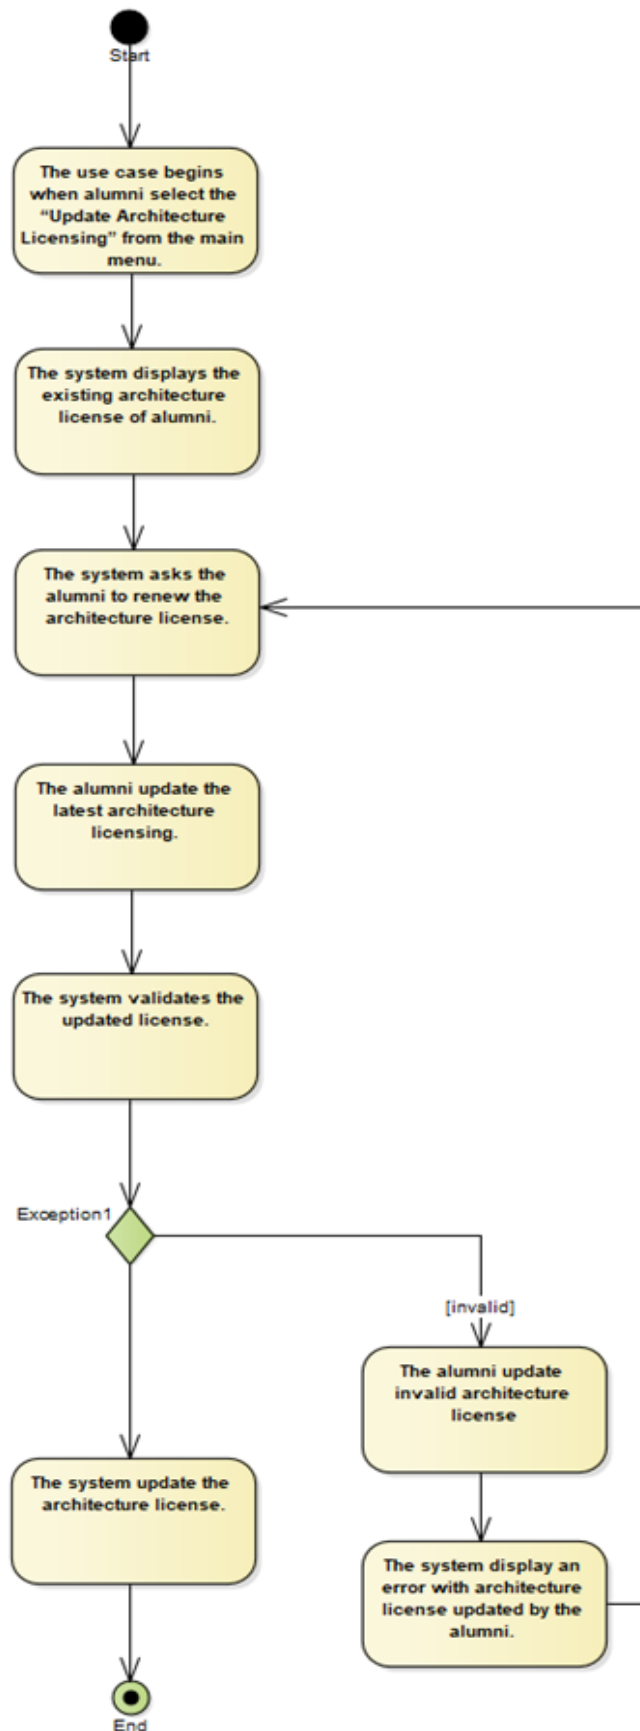 Start
The use case begins
when alumni select the
“Update Architecture
Licensing” from the main
menu.
The system displays the
existing architecture
license of alumni.
The system asks the
alumni to renew the
architecture license.
The alumni update the
latest architecture
licensing.
The system validates the
updated license.
Exception1
[invalid]
The alumni update
invalid architecture
license
The system update the
architecture license.
The system display an
error with architecture
license updated by the
alumni.
End